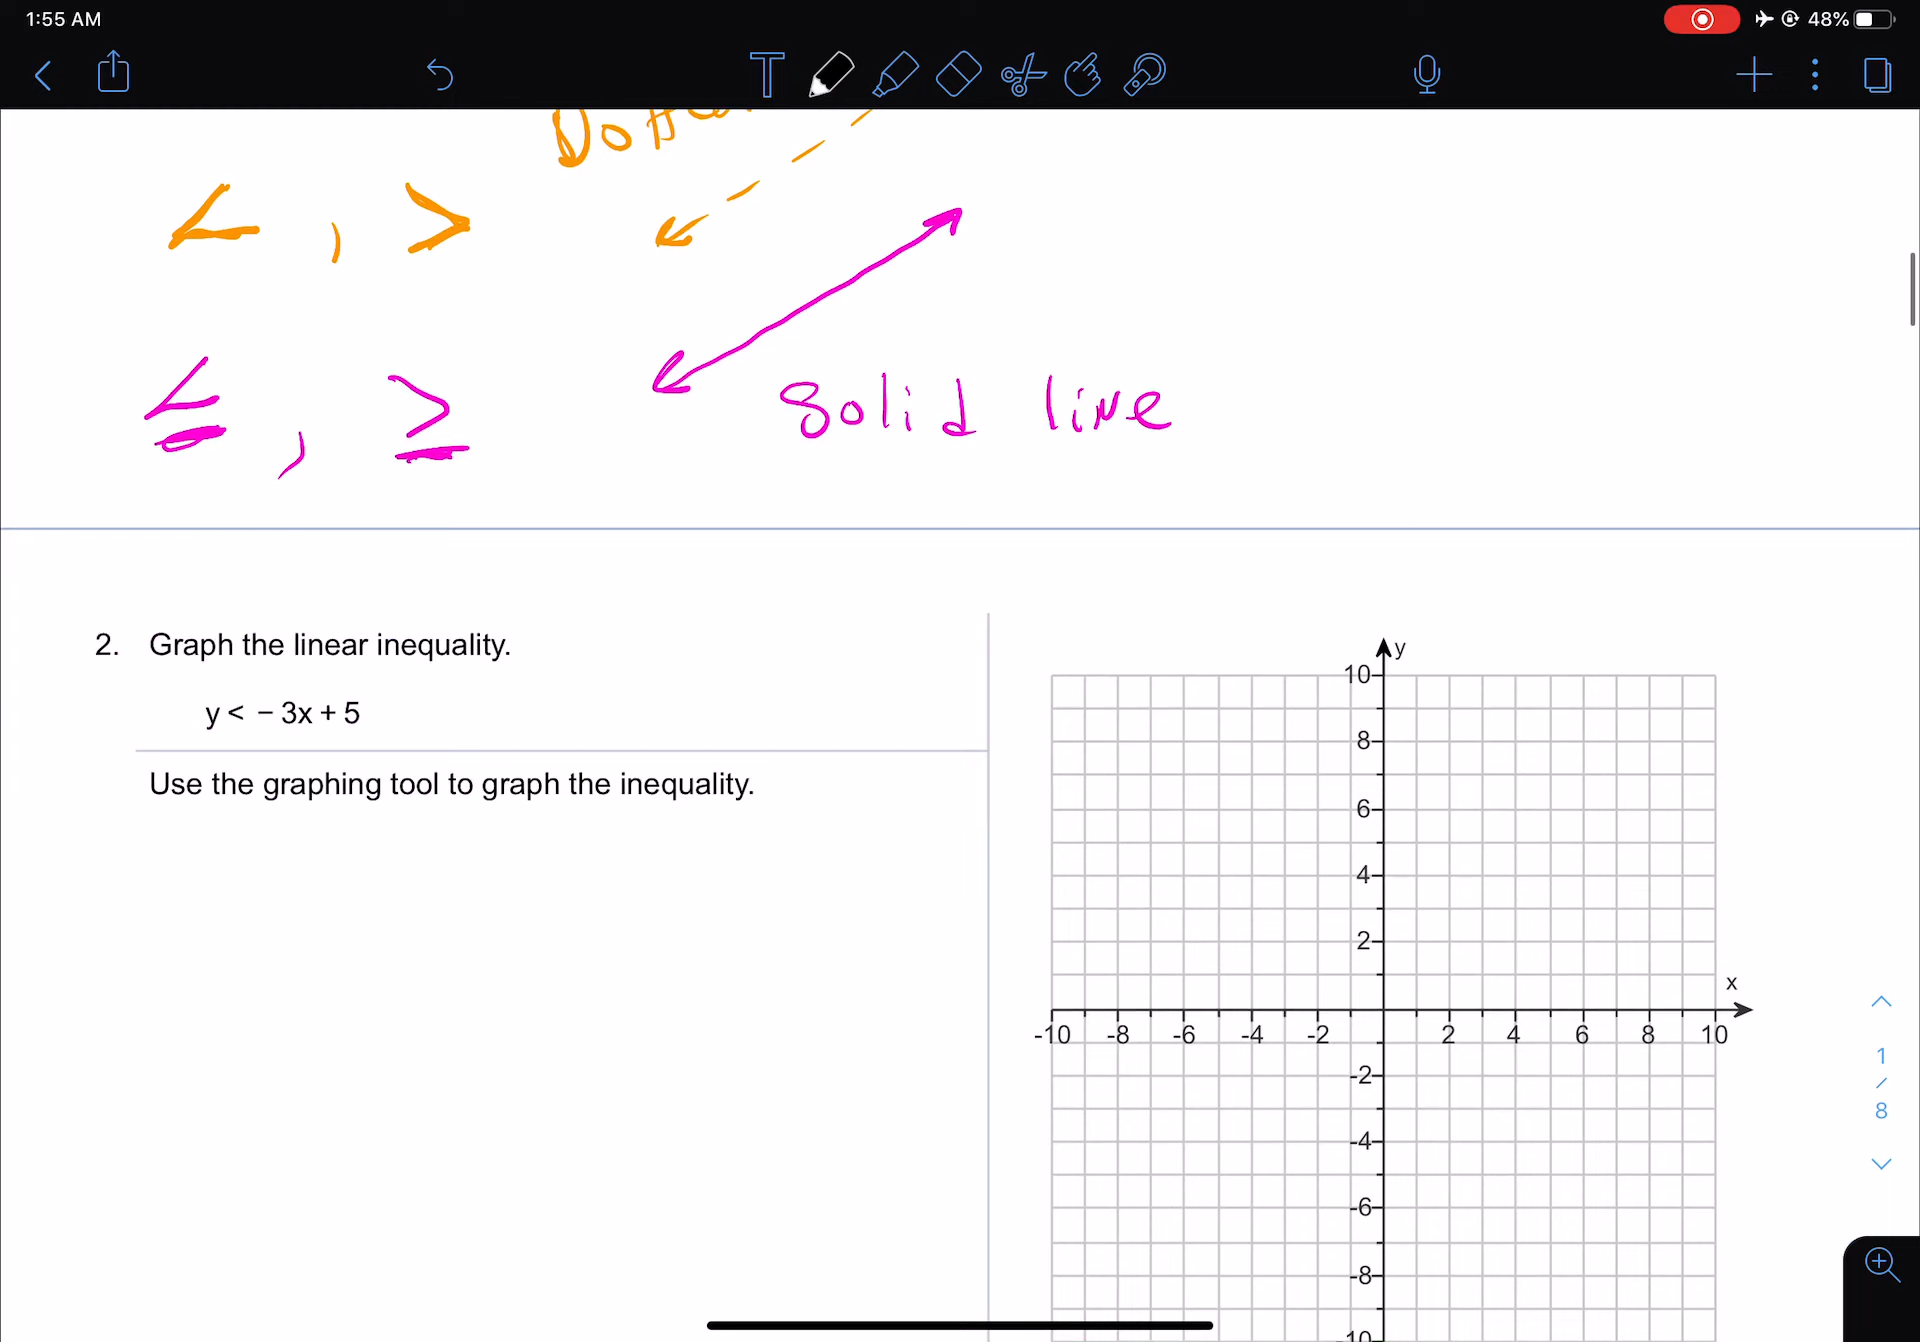 1:55 AM
48%
<, >
≤, ≥
Solid line
2. Graph the linear inequality.
y < − 3x + 5
Use the graphing tool to graph the inequality.
y
10
8
6
4
2
x
-10 -8 -6 -4 -2 2 4 6 8 10
-2
-4
-6
-8
-10
1
/
8